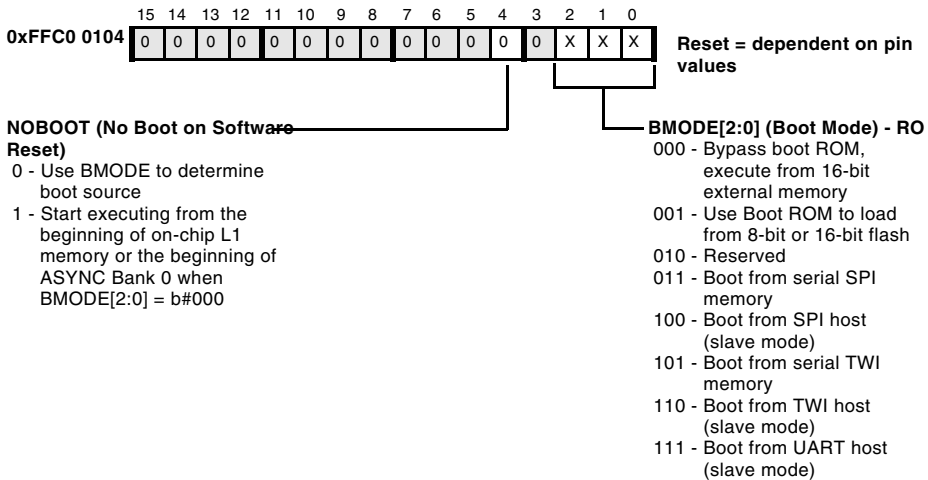 15 14 13 12 11 10 9 8 7 6 5 4 3 2 1 0
0xFFC0 0104 0 0 0 0 0 0 0 0 0 0 0 0 0 X X X
Reset = dependent on pin
values
NOBOOT (No Boot on Software
Reset)
0 - Use BMODE to determine
boot source
1 - Start executing from the
beginning of on-chip L1
memory or the beginning of
ASYNC Bank 0 when
BMODE[2:0] = b#000
BMODE[2:0] (Boot Mode) - RO
000 - Bypass boot ROM,
execute from 16-bit
external memory
001 - Use Boot ROM to load
from 8-bit or 16-bit flash
010 - Reserved
011 - Boot from serial SPI
memory
100 - Boot from SPI host
(slave mode)
101 - Boot from serial TWI
memory
110 - Boot from TWI host
(slave mode)
111 - Boot from UART host
(slave mode)